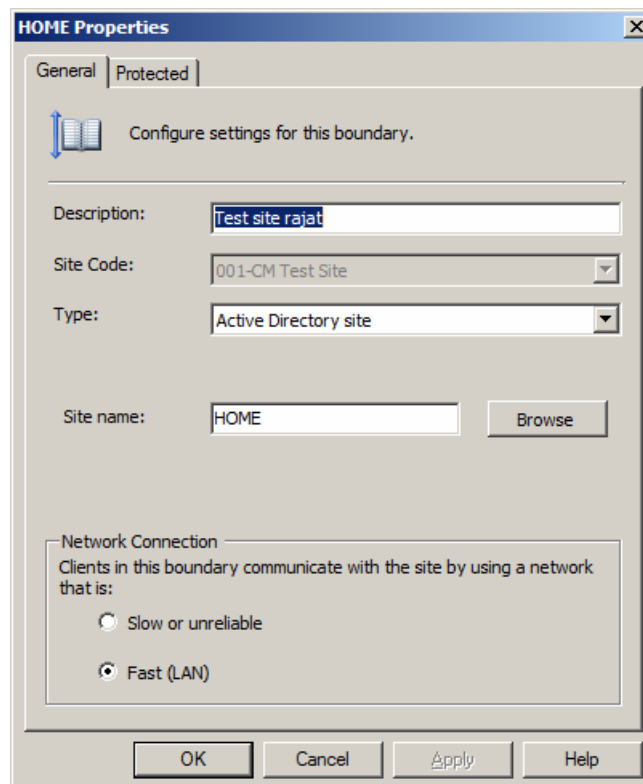 HOME Properties
General Protected
Configure settings for this boundary.
Description: Test site rajat
Site Code: 001-CM Test Site
Type: Active Directory site
Site name: HOME Browse
Network Connection
Clients in this boundary communicate with the site by using a network
that is:
Slow or unreliable
Fast (LAN)
OK Cancel Apply Help